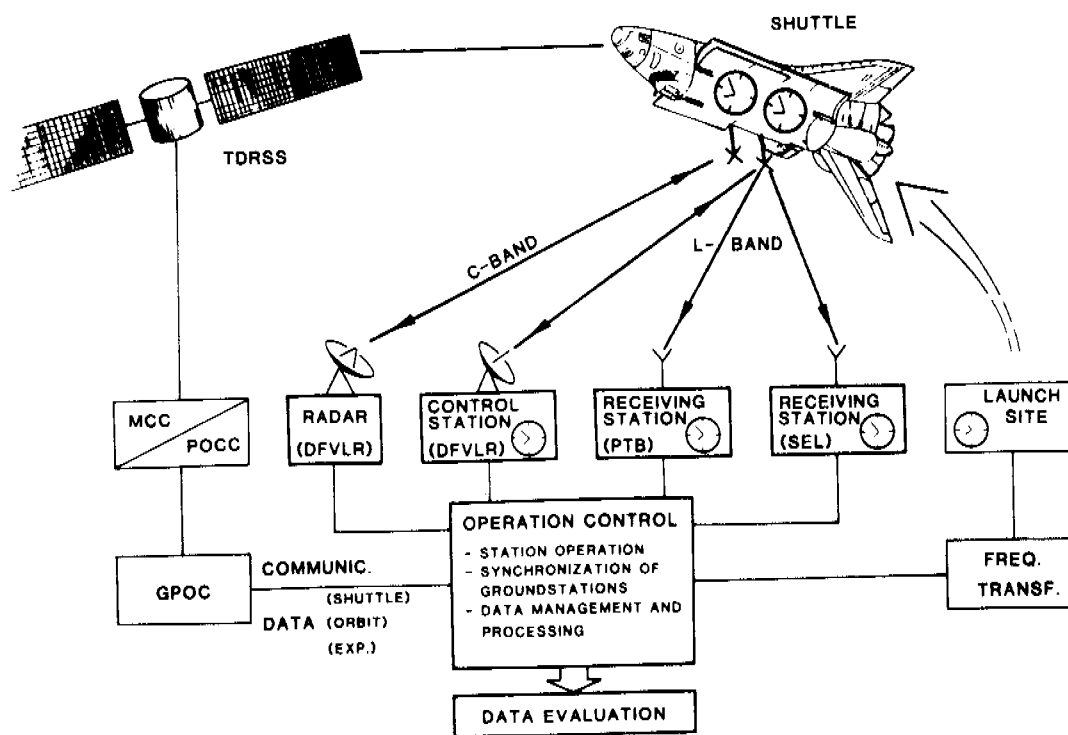 SHUTTLE
TDRSS
C-BAND
L- BAND
MCC
POCC
RADAR
(DFVLR)
CONTROL
STATION
(DFVLR)
RECEIVING
STATION
(PTB)
RECEIVING
STATION
(SEL)
LAUNCH
SITE
GPOC
COMMUNIC.
(SHUTTLE)
DATA (ORBIT)
(EXP.)
OPERATION CONTROL
- STATION OPERATION
- SYNCHRONIZATION OF
GROUNDSTATIONS
- DATA MANAGEMENT AND
PROCESSING
FREQ.
TRANSF.
DATA EVALUATION